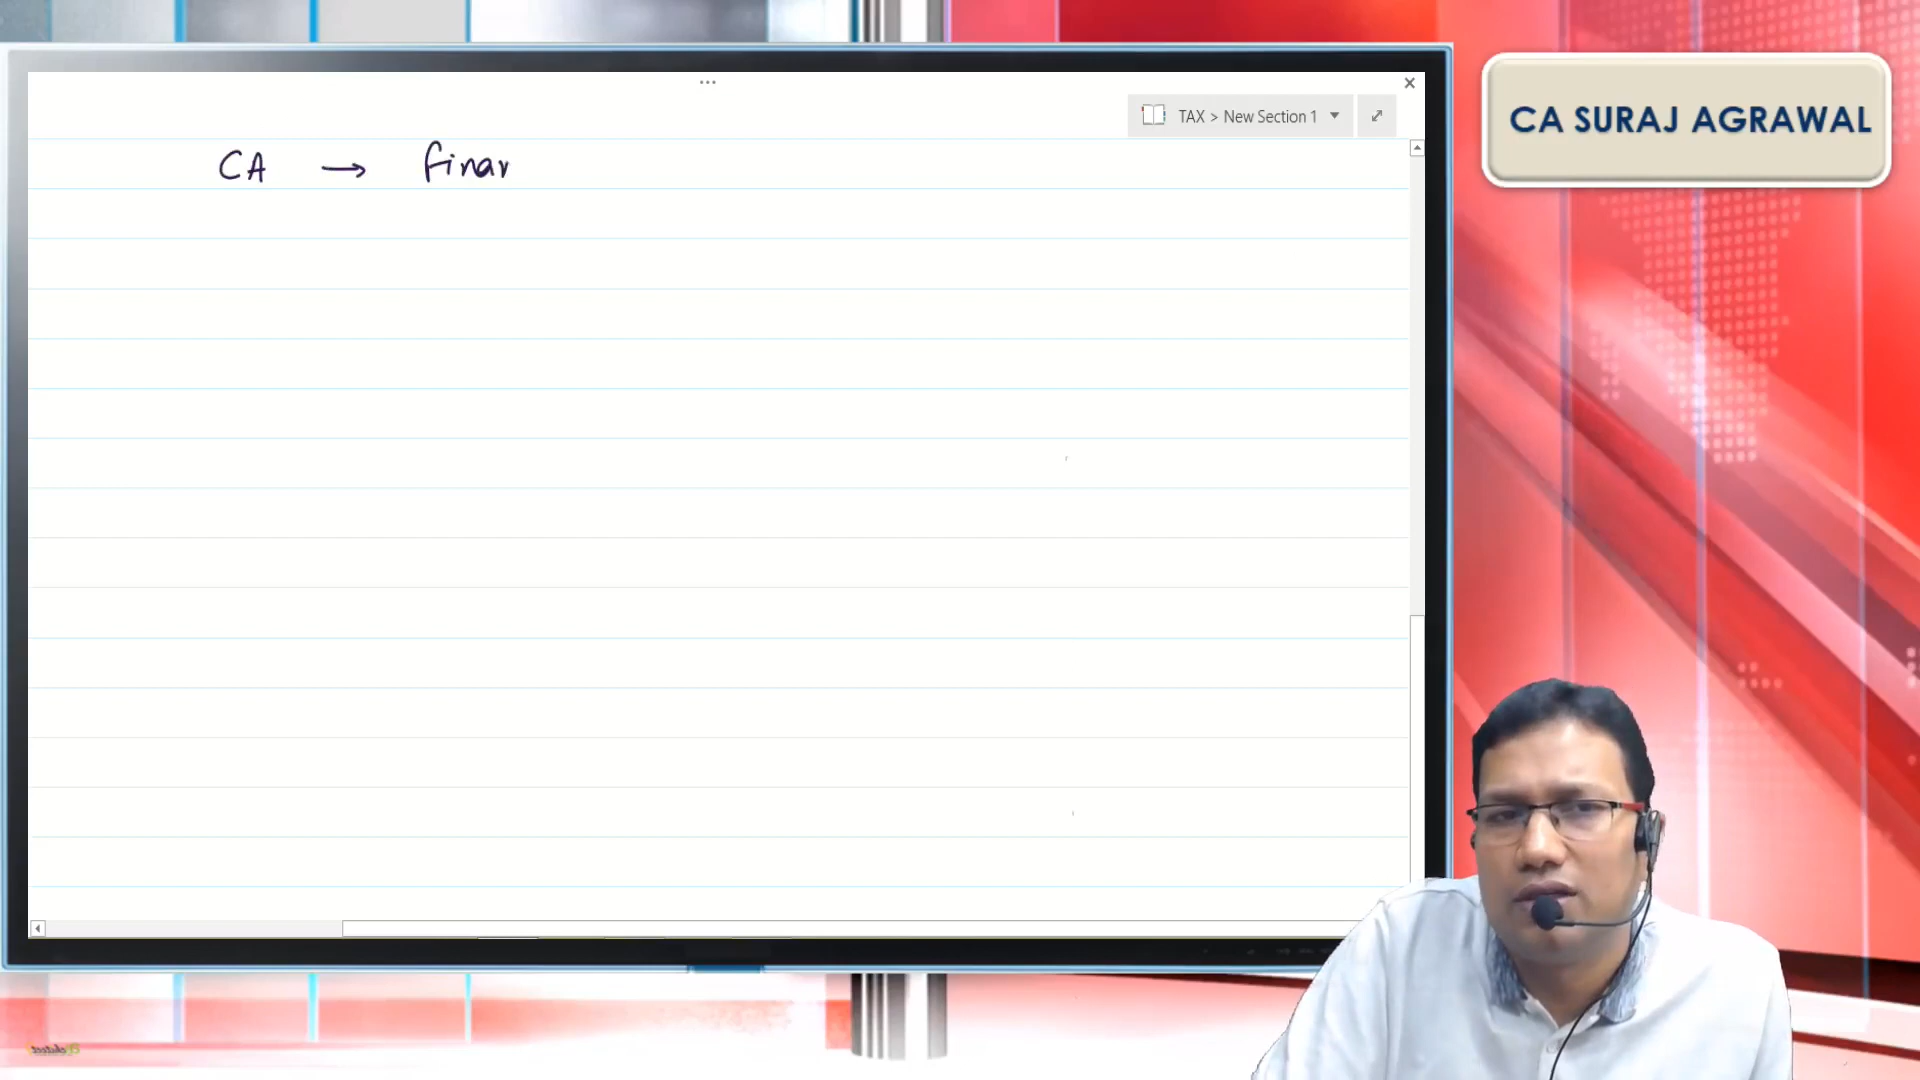 CA SURAJ AGRAWAL
TAX > New Section 1
CA → Finar